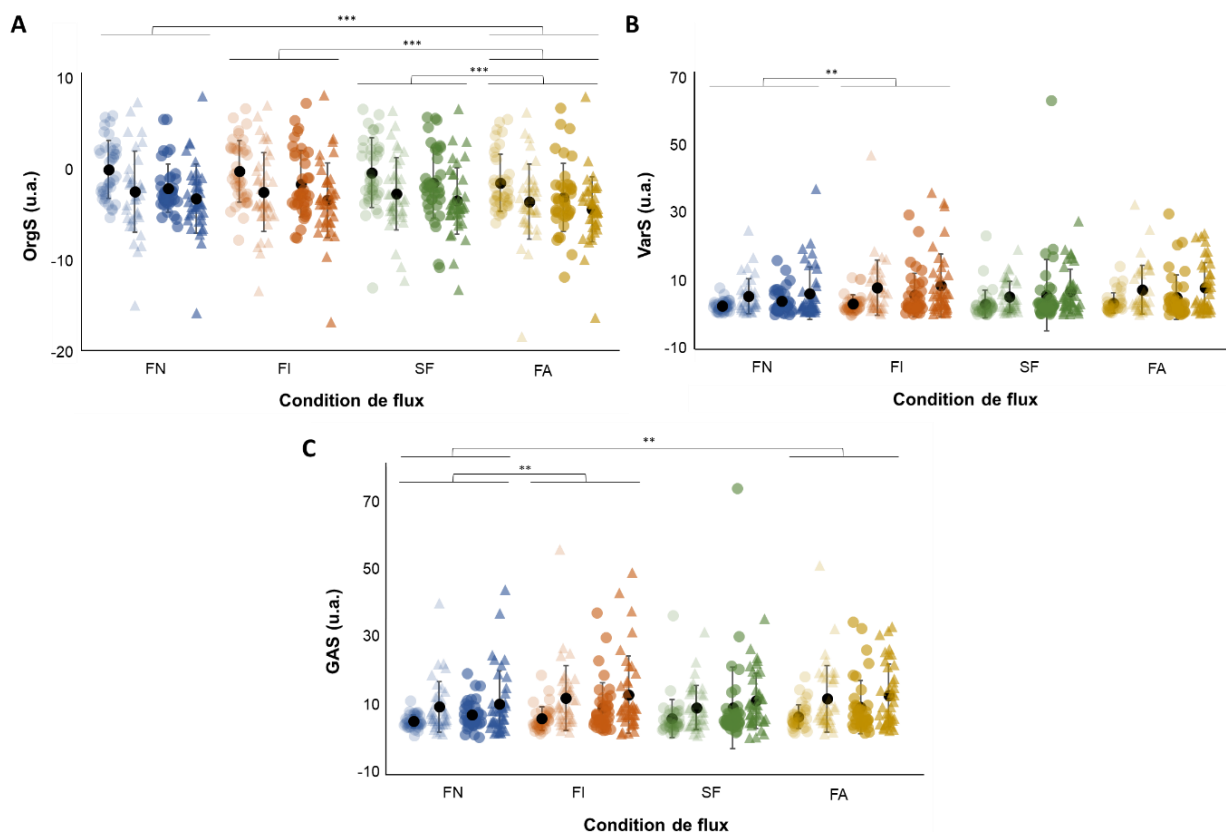 A
***
***
***
10
0
-10
-20
OrgS (u.a.)
FN FI SF FA
Condition de flux
B
**
70
50
30
10
-10
VarS (u.a.)
FN FI SF FA
Condition de flux
C
**
**
70
50
30
10
-10
GAS (u.a.)
FN FI SF FA
Condition de flux